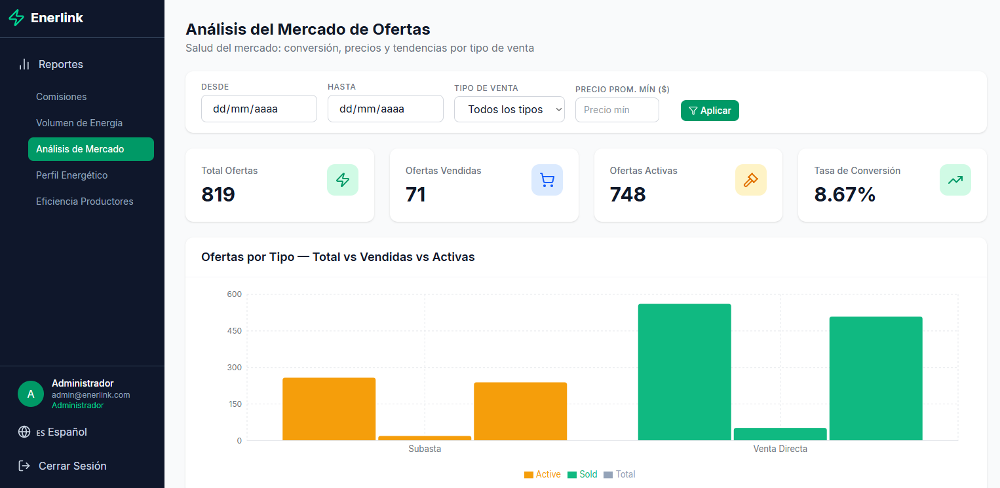 Enerlink
Reportes
Comisiones
Volumen de Energía
Análisis de Mercado
Perfil Energético
Eficiencia Productores
A
Administrador
admin@enerlink.com
Administrador
ES Español
Cerrar Sesión
Análisis del Mercado de Ofertas
Salud del mercado: conversión, precios y tendencias por tipo de venta
DESDE
dd/mm/aaaa
HASTA
dd/mm/aaaa
TIPO DE VENTA
Todos los tipos
PRECIO PROM. MÍN ($)
Precio mín
Aplicar
Total Ofertas
819
Ofertas Vendidas
71
Ofertas Activas
748
Tasa de Conversión
8.67%
Ofertas por Tipo — Total vs Vendidas vs Activas
600
450
300
150
0
Subasta
Venta Directa
Active Sold Total